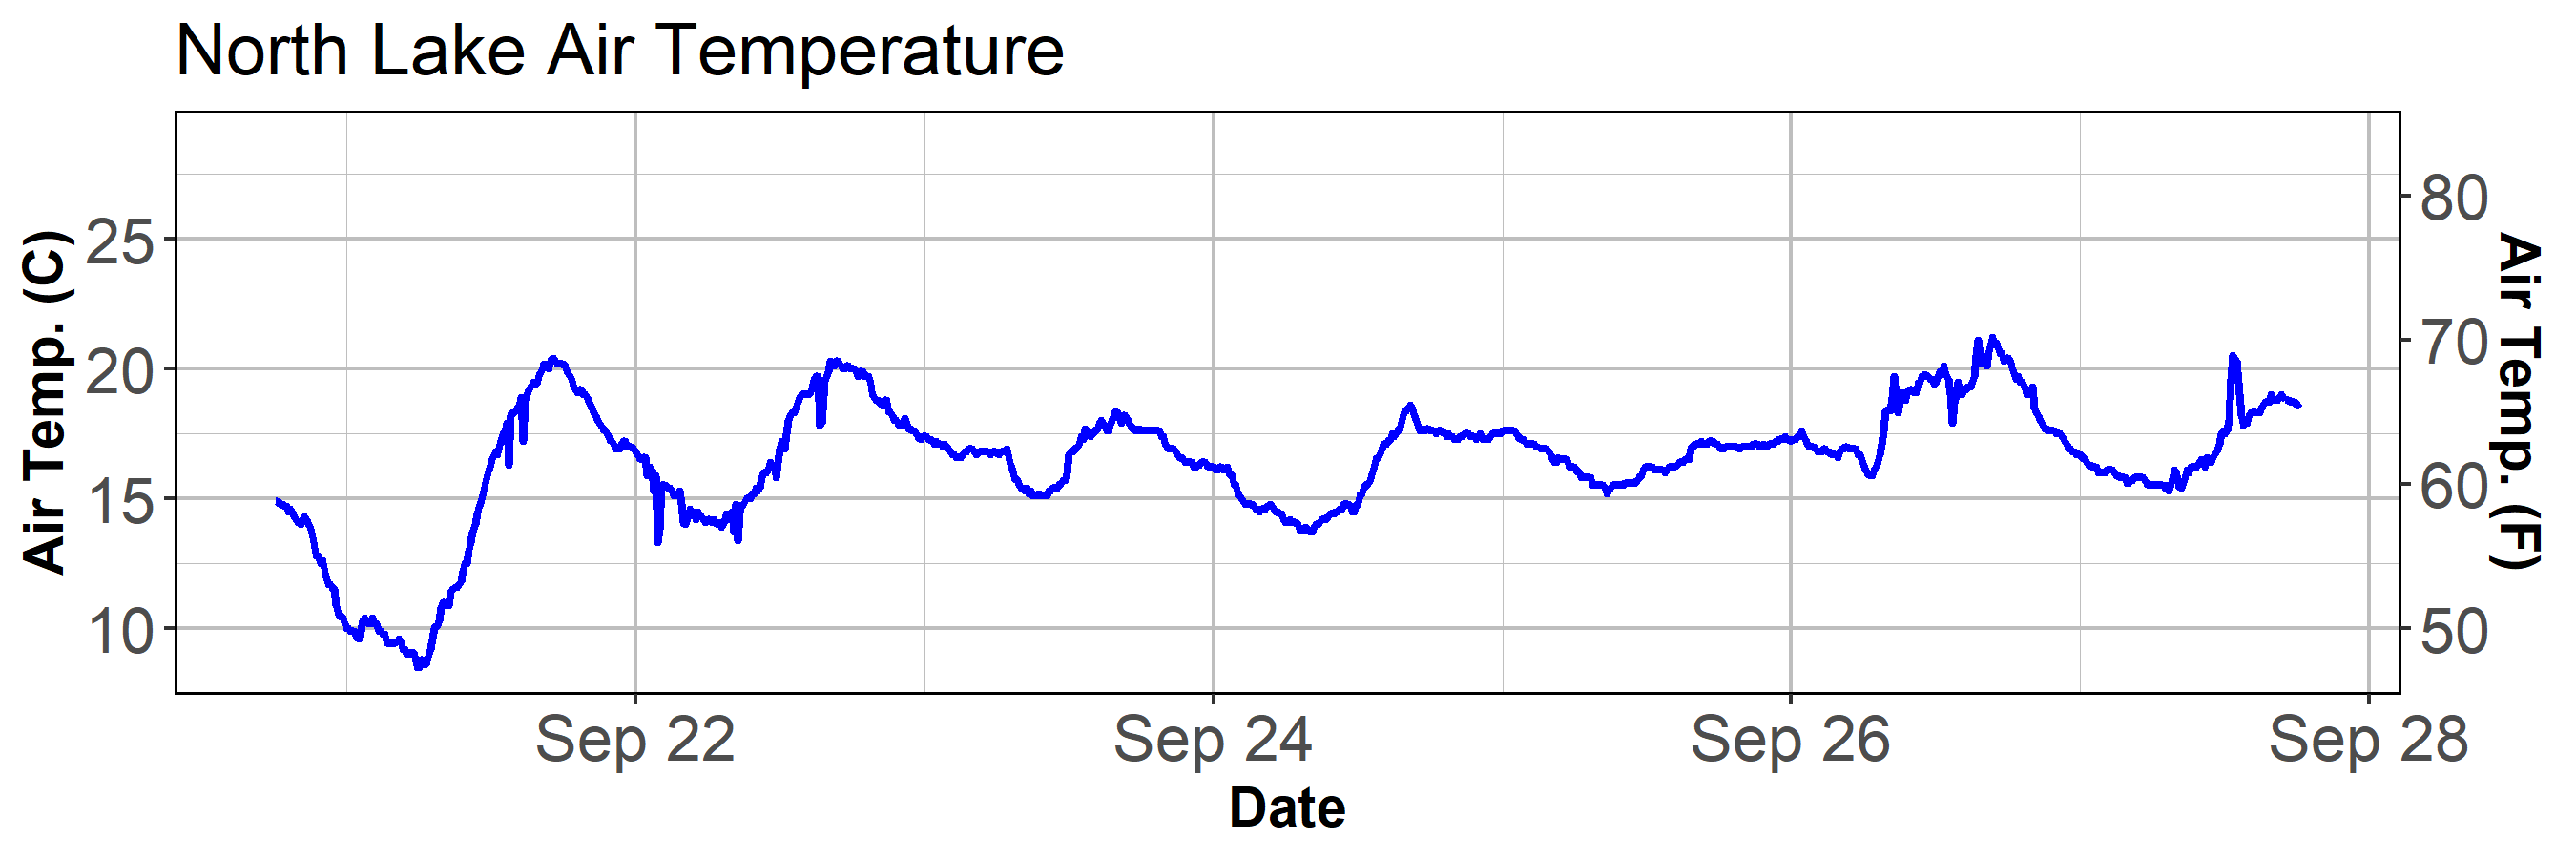 North Lake Air Temperature
Air Temp. (C)
25
20
15
10
80
70
60
50
Air Temp. (F)
Sep 22
Sep 24
Sep 26
Sep 28
Date